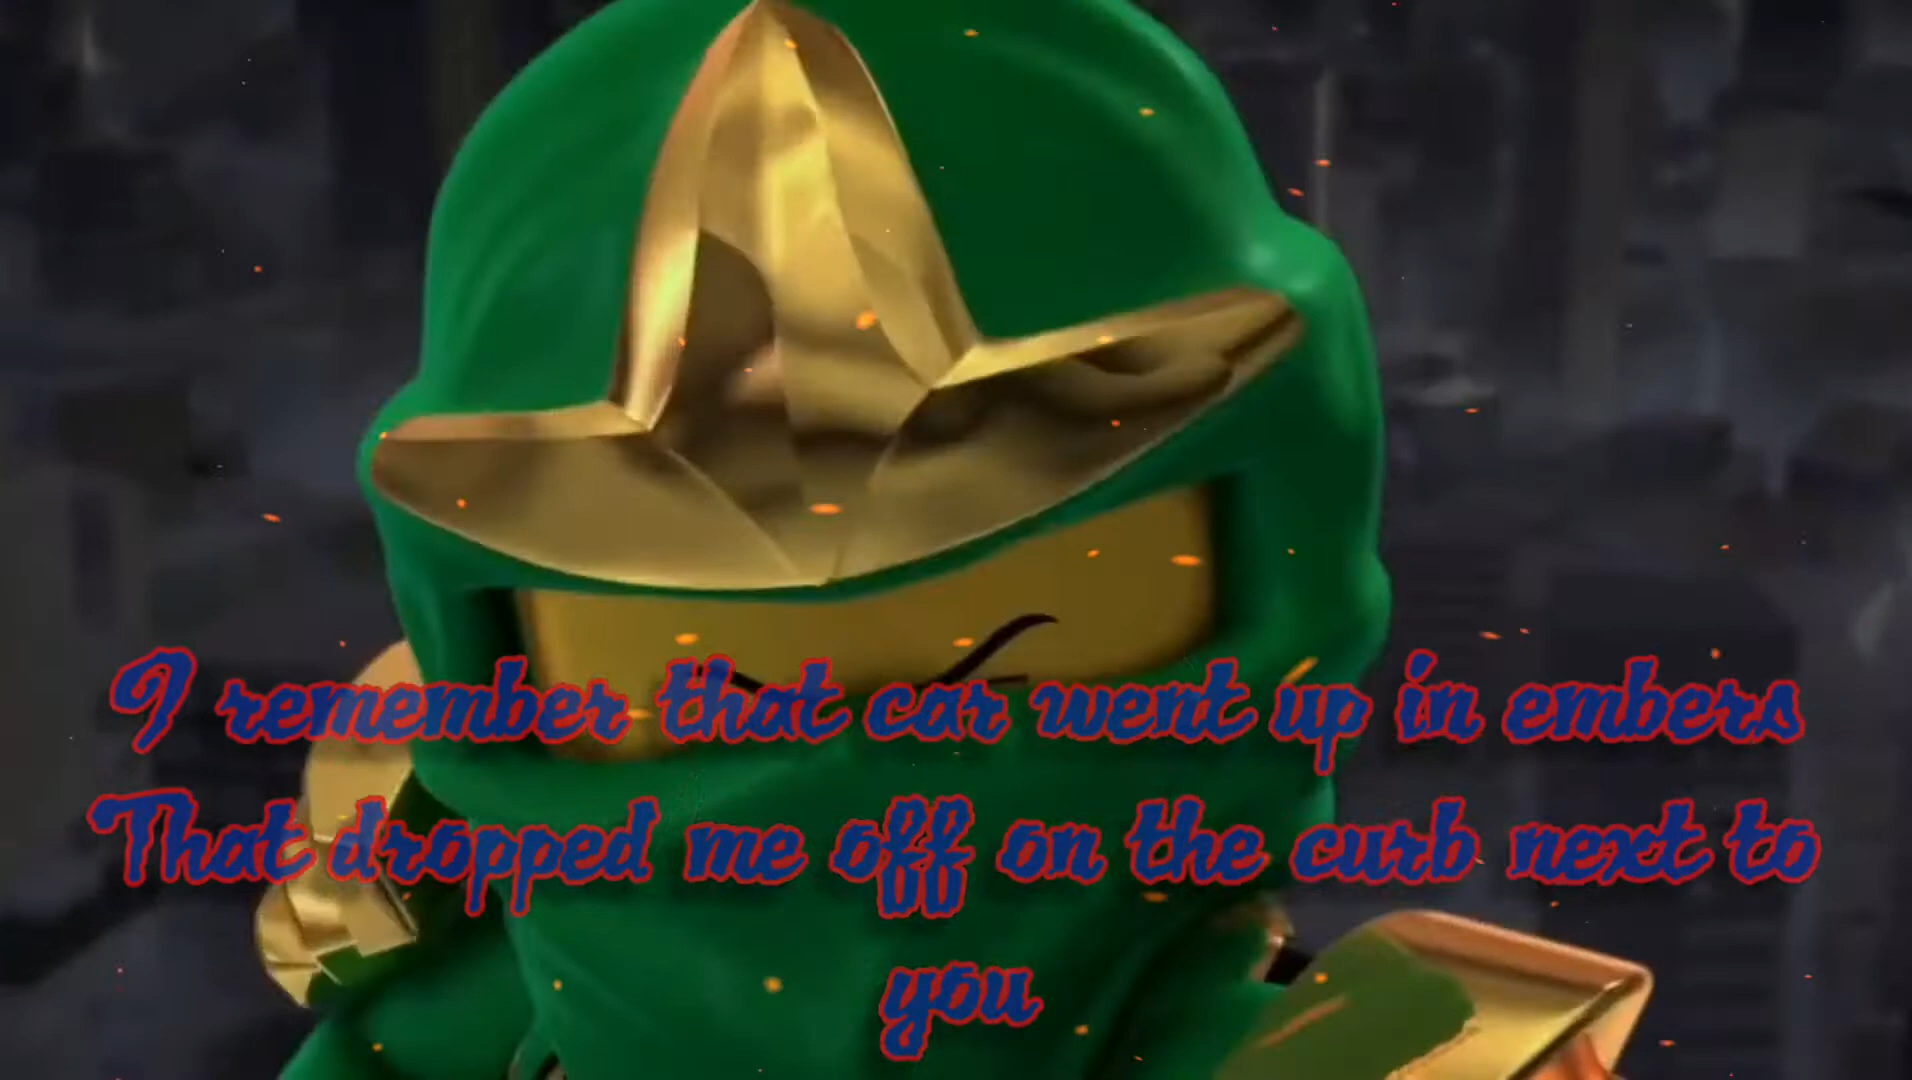 I remember that car went up in embers
That dropped me off on the curb next to
you